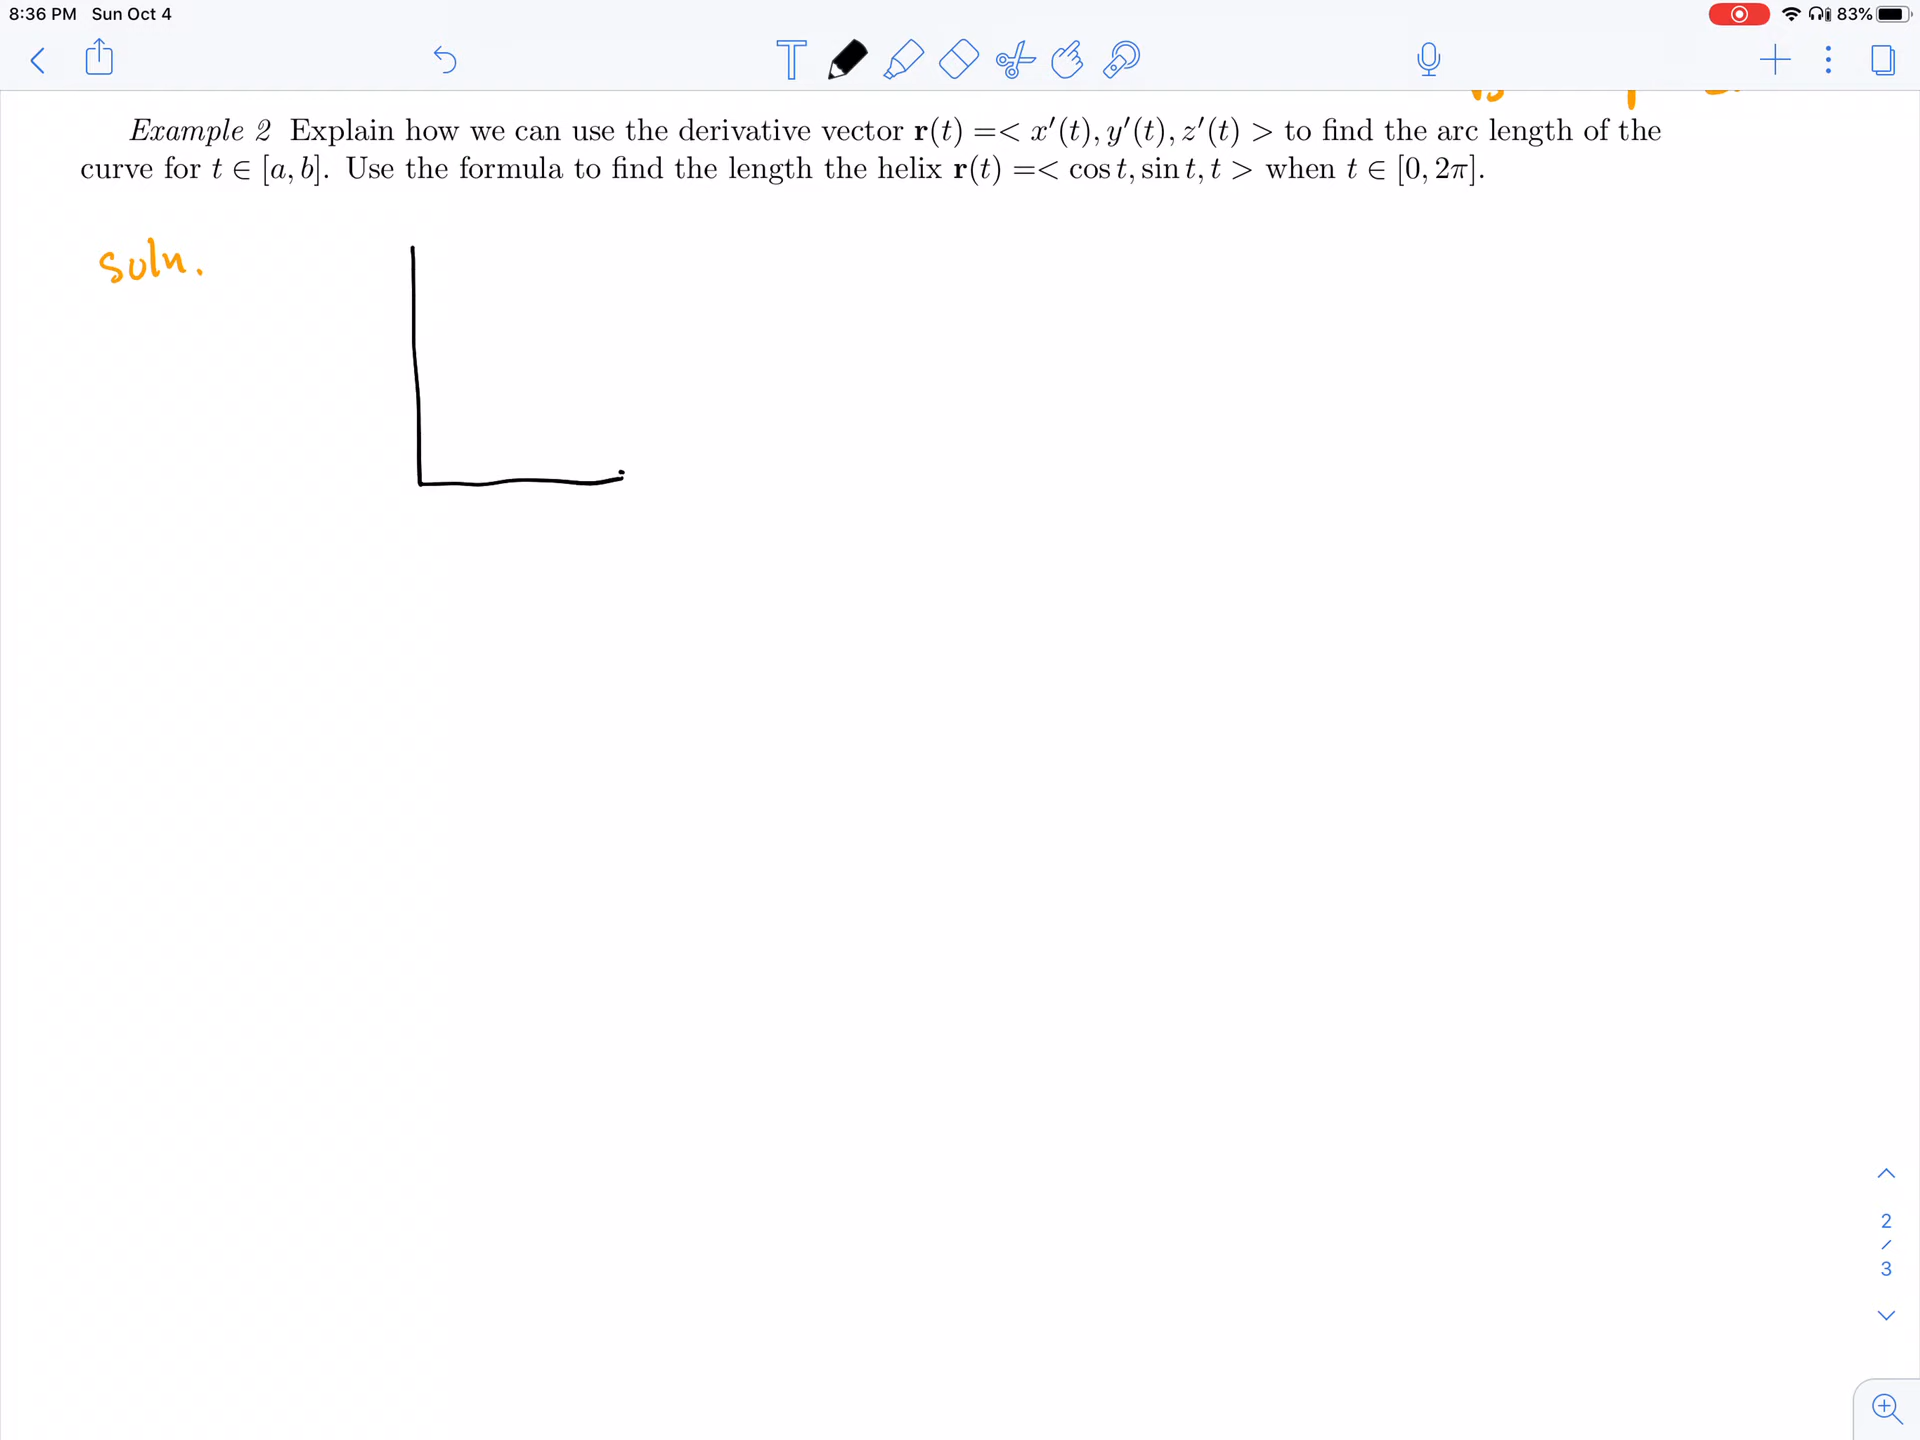 8:36 PM Sun Oct 4 83%
Example 2 Explain how we can use the derivative vector r(t) =< x′(t), y′(t), z′(t) > to find the arc length of the
curve for t ∈ [a, b]. Use the formula to find the length the helix r(t) =< cos t, sin t, t > when t ∈ [0, 2π].
Soln.
2
/
3